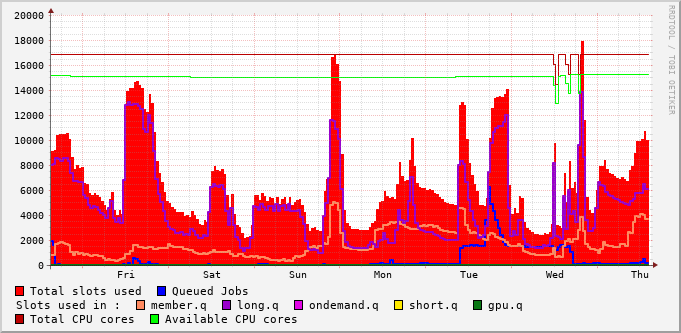 20000
18000
16000
14000
12000
10000
8000
6000
4000
2000
0
Fri Sat Sun Mon Tue Wed Thu
RRDTOOL / TOBI OETIKER
Total slots used Queued Jobs
Slots used in : member.q long.q ondemand.q short.q gpu.q
Total CPU cores Available CPU cores